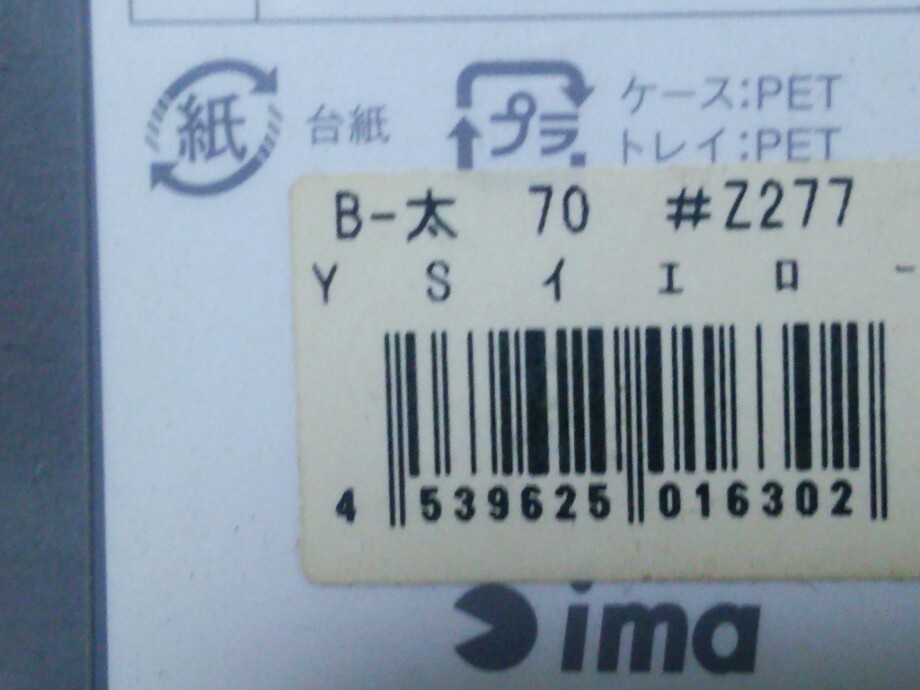 紙 台紙 プラ ケース:PET
トレイ:PET
B-太 70 #Z277
Y S イ エ ロ ー
4 539625 016302
ima